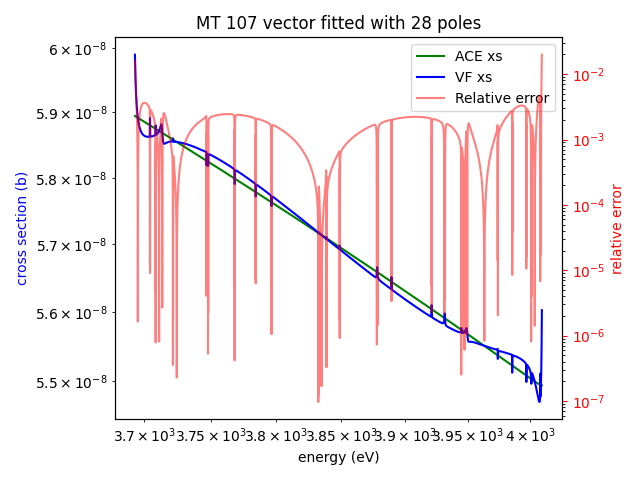 MT 107 vector fitted with 28 poles
ACE xs
VF xs
Relative error
cross section (b)
6 × 10⁻⁸
5.9 × 10⁻⁸
5.8 × 10⁻⁸
5.7 × 10⁻⁸
5.6 × 10⁻⁸
5.5 × 10⁻⁸
10⁻²
10⁻³
10⁻⁴
10⁻⁵
10⁻⁶
10⁻⁷
relative error
3.7 × 10³ 3.75 × 10³ 3.8 × 10³ 3.85 × 10³ 3.9 × 10³ 3.95 × 10³ 4 × 10³
energy (eV)